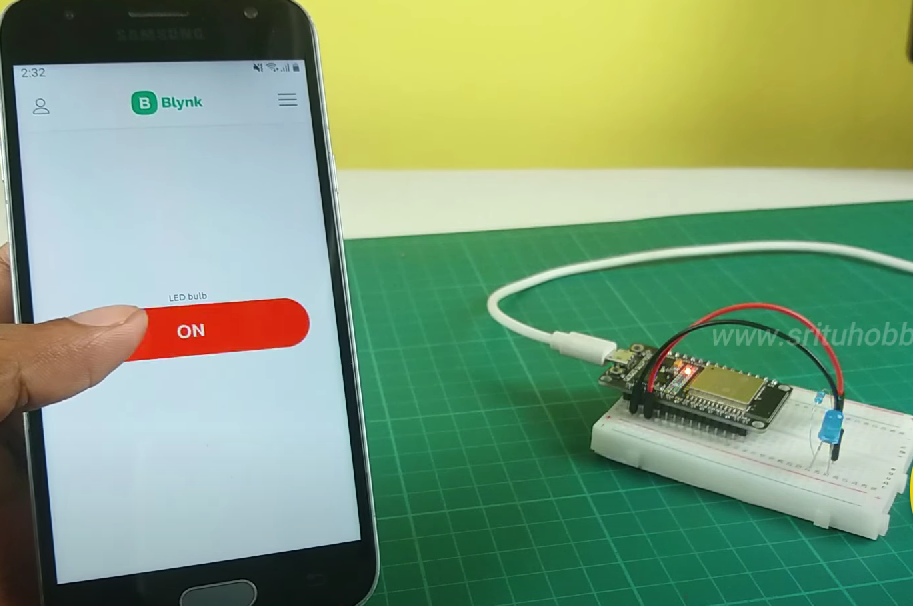 SAMSUNG
2:32
B Blynk
LED bulb
ON
www.srituhobb